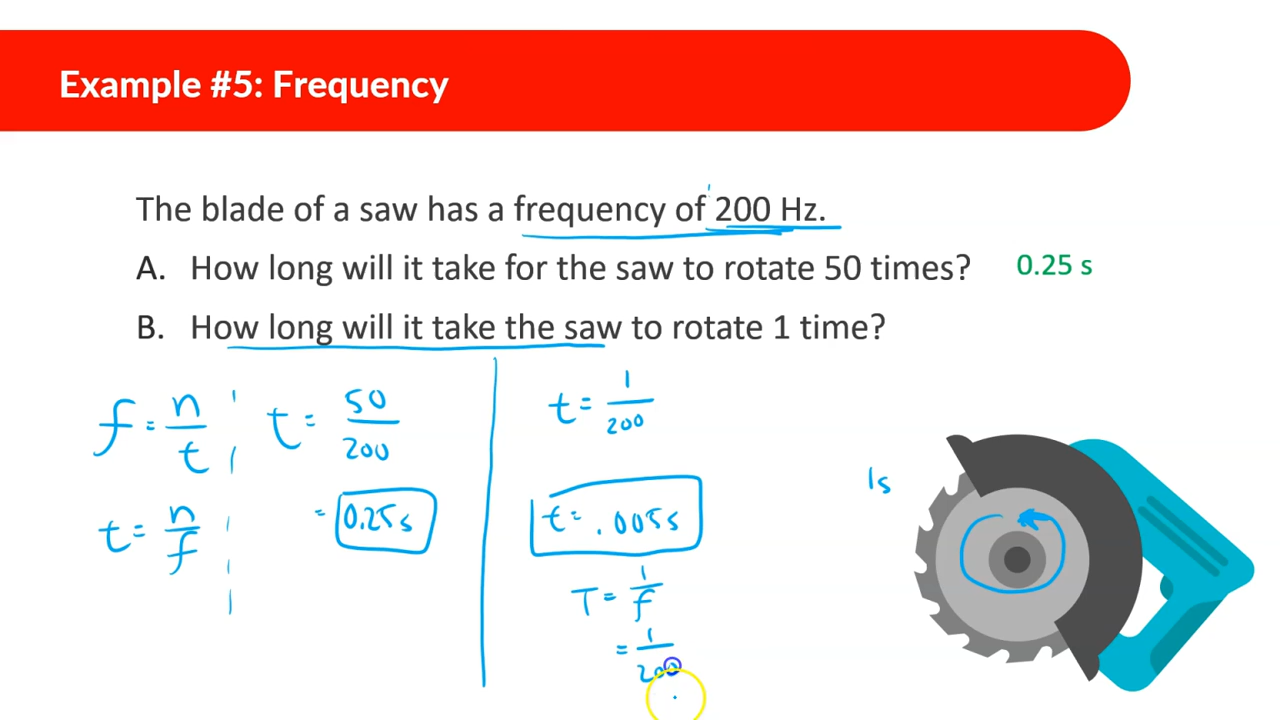 Example #5: Frequency
The blade of a saw has a frequency of 200 Hz.
A. How long will it take for the saw to rotate 50 times? 0.25 s
B. How long will it take the saw to rotate 1 time?
f = n/t
t = n/f
t = 50/200
= 0.25 s
t = 1/200
t = .005 s
T = 1/f
= 1/200
1s